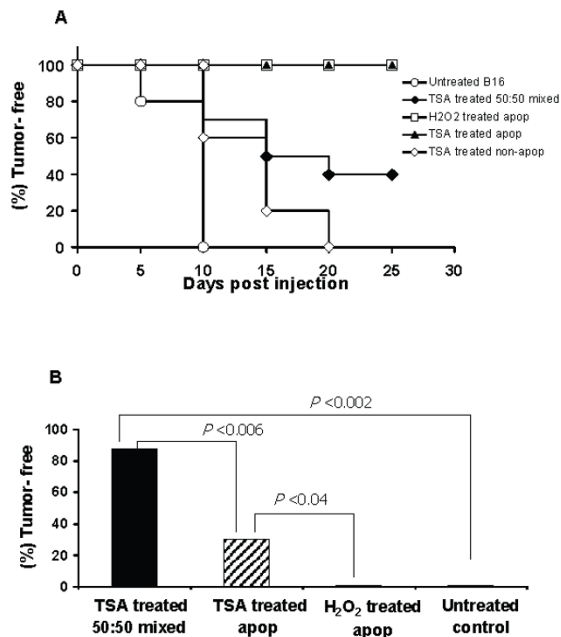 A
(%) Tumor- free
100
80
60
40
20
0
0 5 10 15 20 25 30
Days post injection
Untreated B16
TSA treated 50:50 mixed
H2O2 treated apop
TSA treated apop
TSA treated non-apop
B
(%) Tumor- free
100
80
60
40
20
0
P <0.002
P <0.006
P <0.04
TSA treated
50:50 mixed
TSA treated
apop
H₂O₂ treated
apop
Untreated
control